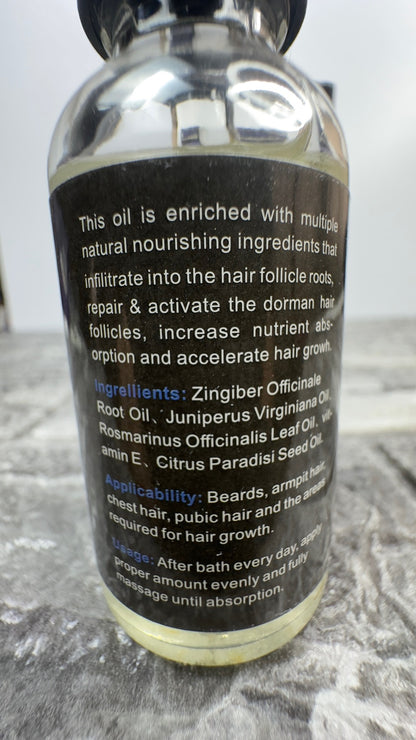 This oil is enriched with multiple
natural nourishing ingredients that
infilitrate into the hair follicle roots,
repair & activate the dorman hair
follicles, increase nutrient abs-
orption and accelerate hair growh.
Ingrellients: Zingiber Officinale
Root Oil、Juniperus Virginiana Oil、
Rosmarinus Officinalis Leaf Oil、vit-
amin E、Citrus Paradisi Seed Oil.
Applicability: Beards, armpit hair,
chest hair, pubic hair and the areas
required for hair growth.
Usage: After bath every day, apply
proper amount evenly and fully
massage until absorption.